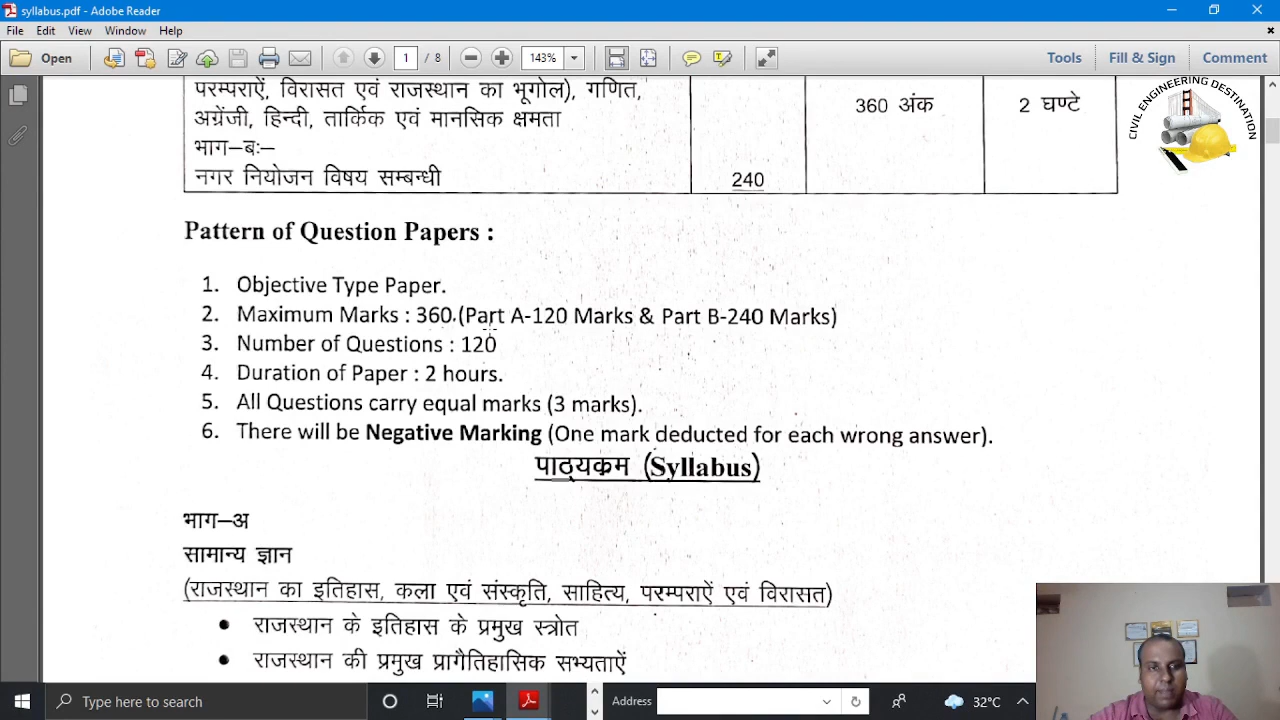 syllabus.pdf - Adobe Reader
File Edit View Window Help
Open 1 / 8 143% Tools Fill & Sign Comment
CIVIL ENGINEERING DESTINATION
परम्पराऐं, विरासत एवं राजस्थान का भूगोल), गणित,
अग्रेंजी, हिन्दी, तार्किक एवं मानसिक क्षमता
360 अंक 2 घण्टे
भाग–बः–
नगर नियोजन विषय सम्बन्धी 240
Pattern of Question Papers :
1. Objective Type Paper.
2. Maximum Marks : 360.(Part A-120 Marks & Part B-240 Marks)
3. Number of Questions : 120
4. Duration of Paper : 2 hours.
5. All Questions carry equal marks (3 marks).
6. There will be Negative Marking (One mark deducted for each wrong answer).
पाठ्यकम (Syllabus)
भाग–अ
सामान्य ज्ञान
(राजस्थान का इतिहास, कला एवं संस्कृति, साहित्य, परम्पराऐं एवं विरासत)
• राजस्थान के इतिहास के प्रमुख स्त्रोत
• राजस्थान की प्रमुख प्रागैतिहासिक सभ्यताऐं
Type here to search Address 32°C